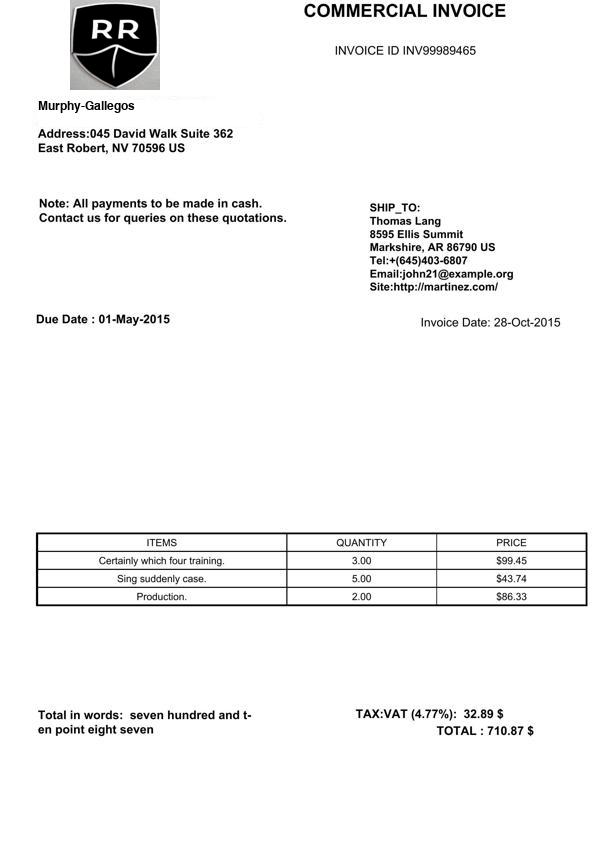 RR
COMMERCIAL INVOICE
INVOICE ID INV99989465
Murphy-Gallegos
Address:045 David Walk Suite 362
East Robert, NV 70596 US
Note: All payments to be made in cash.
Contact us for queries on these quotations.
SHIP_TO:
Thomas Lang
8595 Ellis Summit
Markshire, AR 86790 US
Tel:+(645)403-6807
Email:john21@example.org
Site:http://martinez.com/
Due Date : 01-May-2015
Invoice Date: 28-Oct-2015
ITEMS QUANTITY PRICE
Certainly which four training. 3.00 $99.45
Sing suddenly case. 5.00 $43.74
Production. 2.00 $86.33
Total in words:  seven hundred and t-
en point eight seven
TAX:VAT (4.77%):  32.89 $
TOTAL : 710.87 $